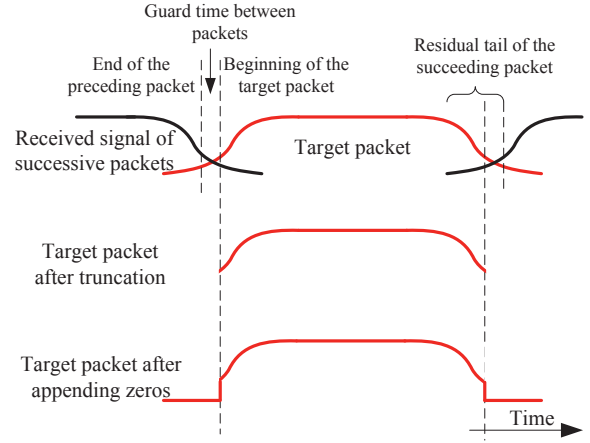 Guard time between
packets
End of the
preceding packet
Beginning of the
target packet
Residual tail of the
succeeding packet
Received signal of
successive packets
Target packet
Target packet
after truncation
Target packet after
appending zeros
Time